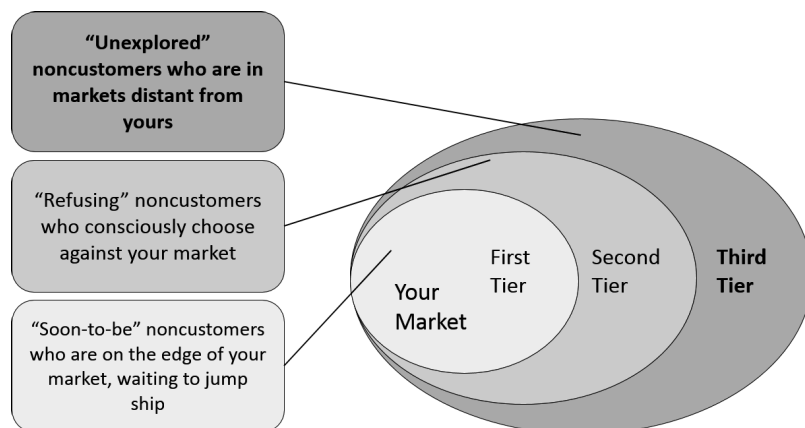 “Unexplored”
noncustomers who are in
markets distant from
yours
“Refusing” noncustomers
who consciously choose
against your market
“Soon-to-be” noncustomers
who are on the edge of your
market, waiting to jump
ship
Your
Market
First
Tier
Second
Tier
Third
Tier